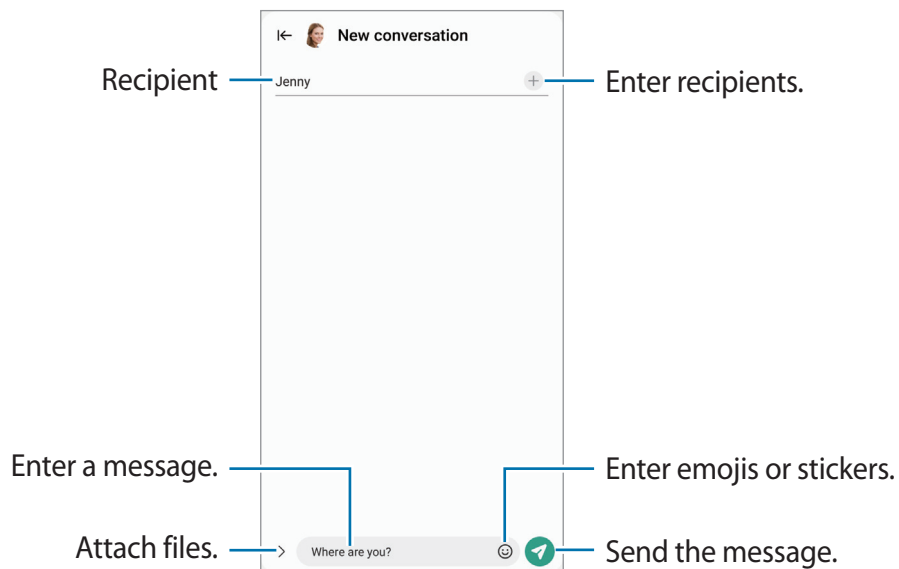 New conversation
Recipient
Jenny
Enter recipients.
Enter a message.
Enter emojis or stickers.
Attach files.
Where are you?
Send the message.